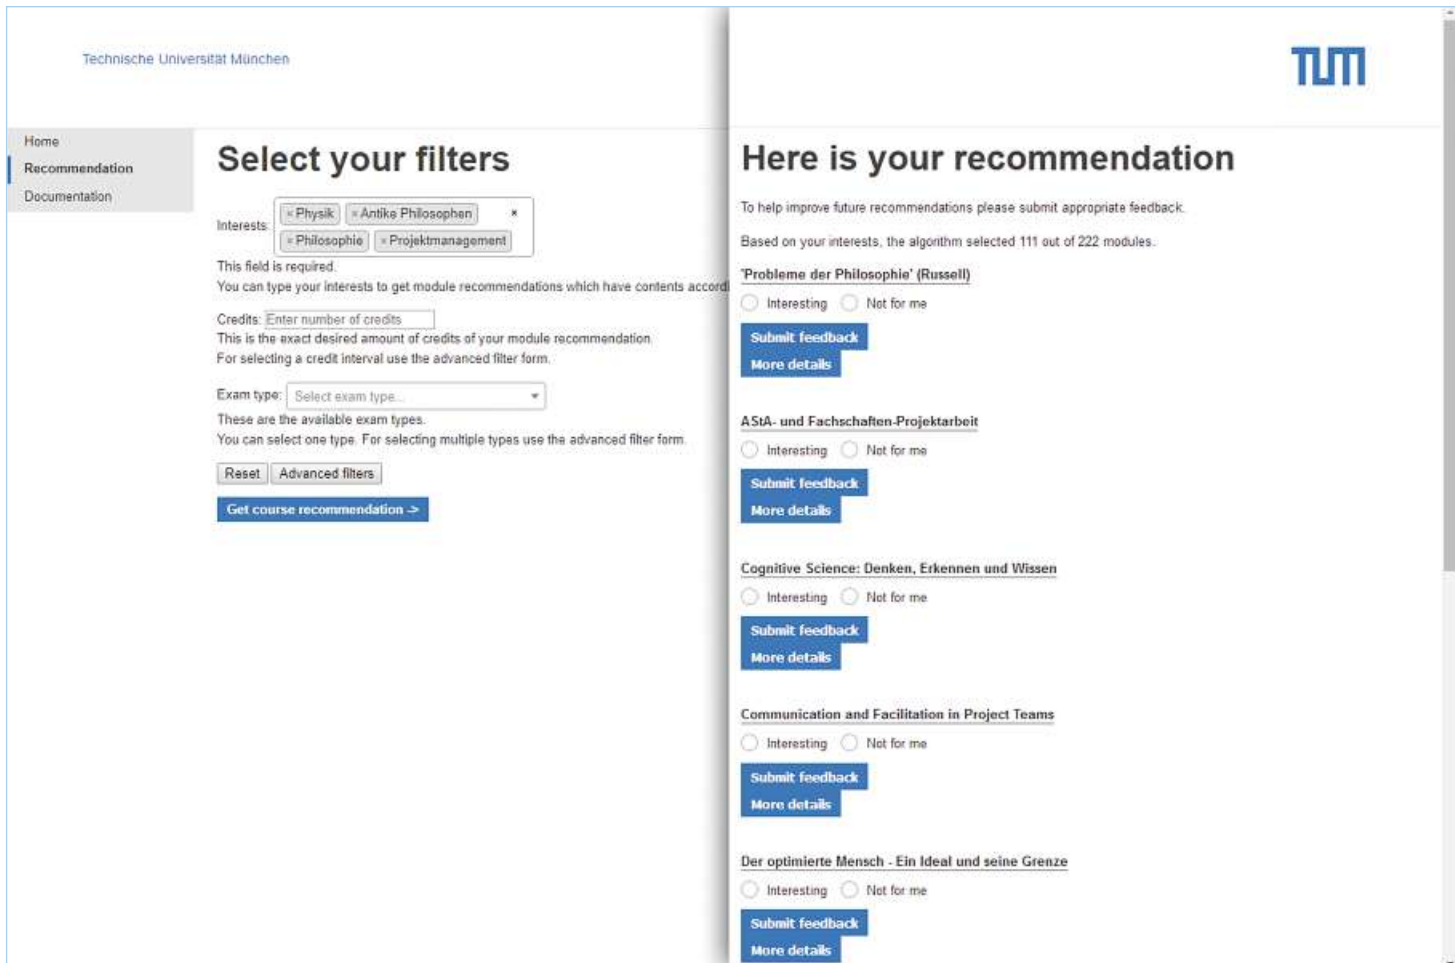 Technische Universität München
TUM
Home
Recommendation
Documentation
Select your filters
Interests:
× Physik × Antike Philosophen ×
× Philosophie × Projektmanagement
This field is required.
You can type your interests to get module recommendations which have contents accordi
Credits: Enter number of credits
This is the exact desired amount of credits of your module recommendation.
For selecting a credit interval use the advanced filter form.
Exam type: Select exam type...
These are the available exam types.
You can select one type. For selecting multiple types use the advanced filter form.
Reset Advanced filters
Get course recommendation ->
Here is your recommendation
To help improve future recommendations please submit appropriate feedback.
Based on your interests, the algorithm selected 111 out of 222 modules.
'Probleme der Philosophie' (Russell)
Interesting Not for me
Submit feedback
More details
AStA- und Fachschaften-Projektarbeit
Interesting Not for me
Submit feedback
More details
Cognitive Science: Denken, Erkennen und Wissen
Interesting Not for me
Submit feedback
More details
Communication and Facilitation in Project Teams
Interesting Not for me
Submit feedback
More details
Der optimierte Mensch - Ein Ideal und seine Grenze
Interesting Not for me
Submit feedback
More details